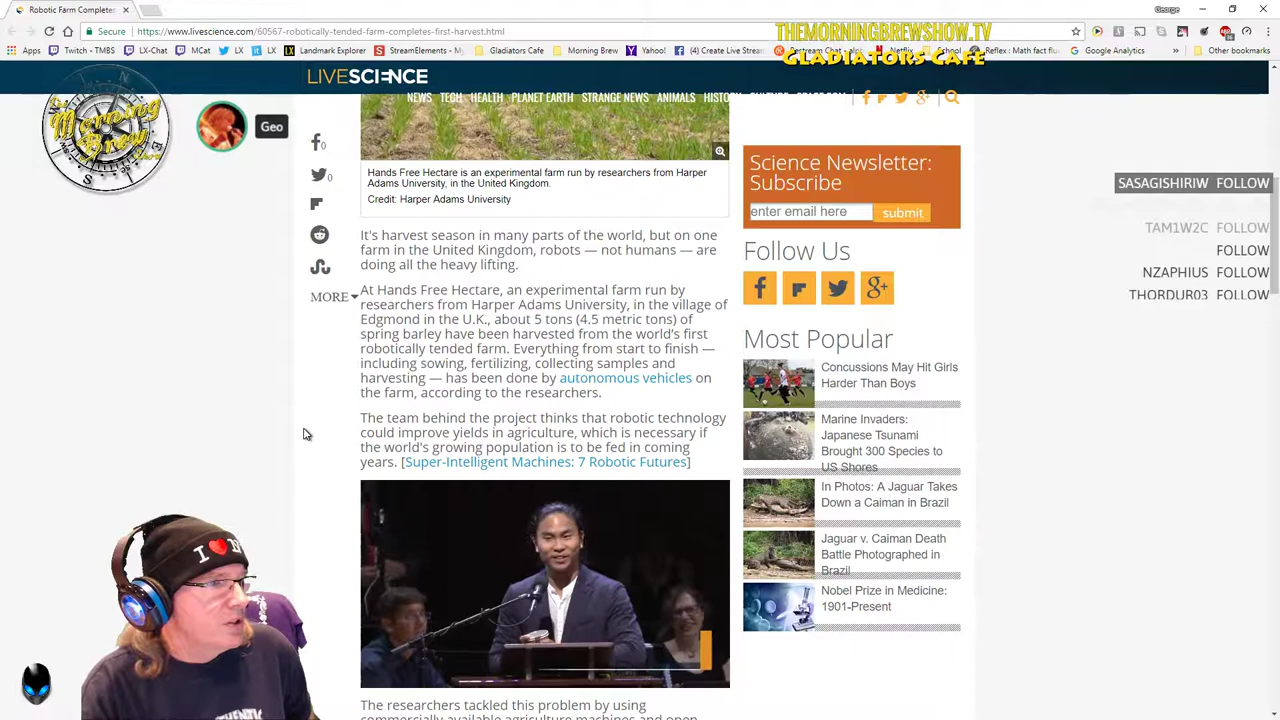 Robotic Farm Completes
George
Secure
https://www.livescience.com/60567-robotically-tended-farm-completes-first-harvest.html
THEMORNINGBREWSHOW.TV
Apps
Twitch - TMBS
LX-Chat
MCat
LX
LX
Landmark Explorer
StreamElements -
Gladiators Cafe
Morning Brew
Yahoo!
(4) Create Live Stream
Netflix
School
Reflex : Math fact flu
Google Analytics
»
Other bookmarks
GLADIATORS CAFE
LIVESCIENCE
NEWS TECH HEALTH PLANET EARTH STRANGE NEWS ANIMALS
The
Morning
Brew
Show
Geo
0
0
MORE
Hands Free Hectare is an experimental farm run by researchers from Harper
Adams University, in the United Kingdom.
Credit: Harper Adams University
It's harvest season in many parts of the world, but on one
farm in the United Kingdom, robots — not humans — are
doing all the heavy lifting.
At Hands Free Hectare, an experimental farm run by
researchers from Harper Adams University, in the village of
Edgmond in the U.K., about 5 tons (4.5 metric tons) of
spring barley have been harvested from the world's first
robotically tended farm. Everything from start to finish —
including sowing, fertilizing, collecting samples and
harvesting — has been done by autonomous vehicles on
the farm, according to the researchers.
The team behind the project thinks that robotic technology
could improve yields in agriculture, which is necessary if
the world's growing population is to be fed in coming
years. [Super-Intelligent Machines: 7 Robotic Futures]
The researchers tackled this problem by using
commercially available agriculture machines and open
Science Newsletter:
Subscribe
enter email here
submit
Follow Us
Most Popular
Concussions May Hit Girls
Harder Than Boys
Marine Invaders:
Japanese Tsunami
Brought 300 Species to
US Shores
In Photos: A Jaguar Takes
Down a Caiman in Brazil
Jaguar v. Caiman Death
Battle Photographed in
Brazil
Nobel Prize in Medicine:
1901-Present
SASAGISHIRIW FOLLOW
TAM1W2C FOLLOW
FOLLOW
NZAPHIUS FOLLOW
THORDUR03 FOLLOW
I ♥ N